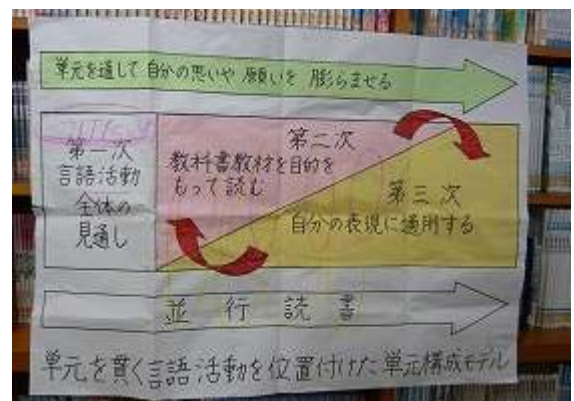 単元を通して自分の思いや願いを膨らませる
第一次
言語活動
全体の
見通し
第二次
教科書教材を目的を
もって読む
第三次
自分の表現に適用する
並行読書
単元を貫く言語活動を位置付けた単元構成モデル